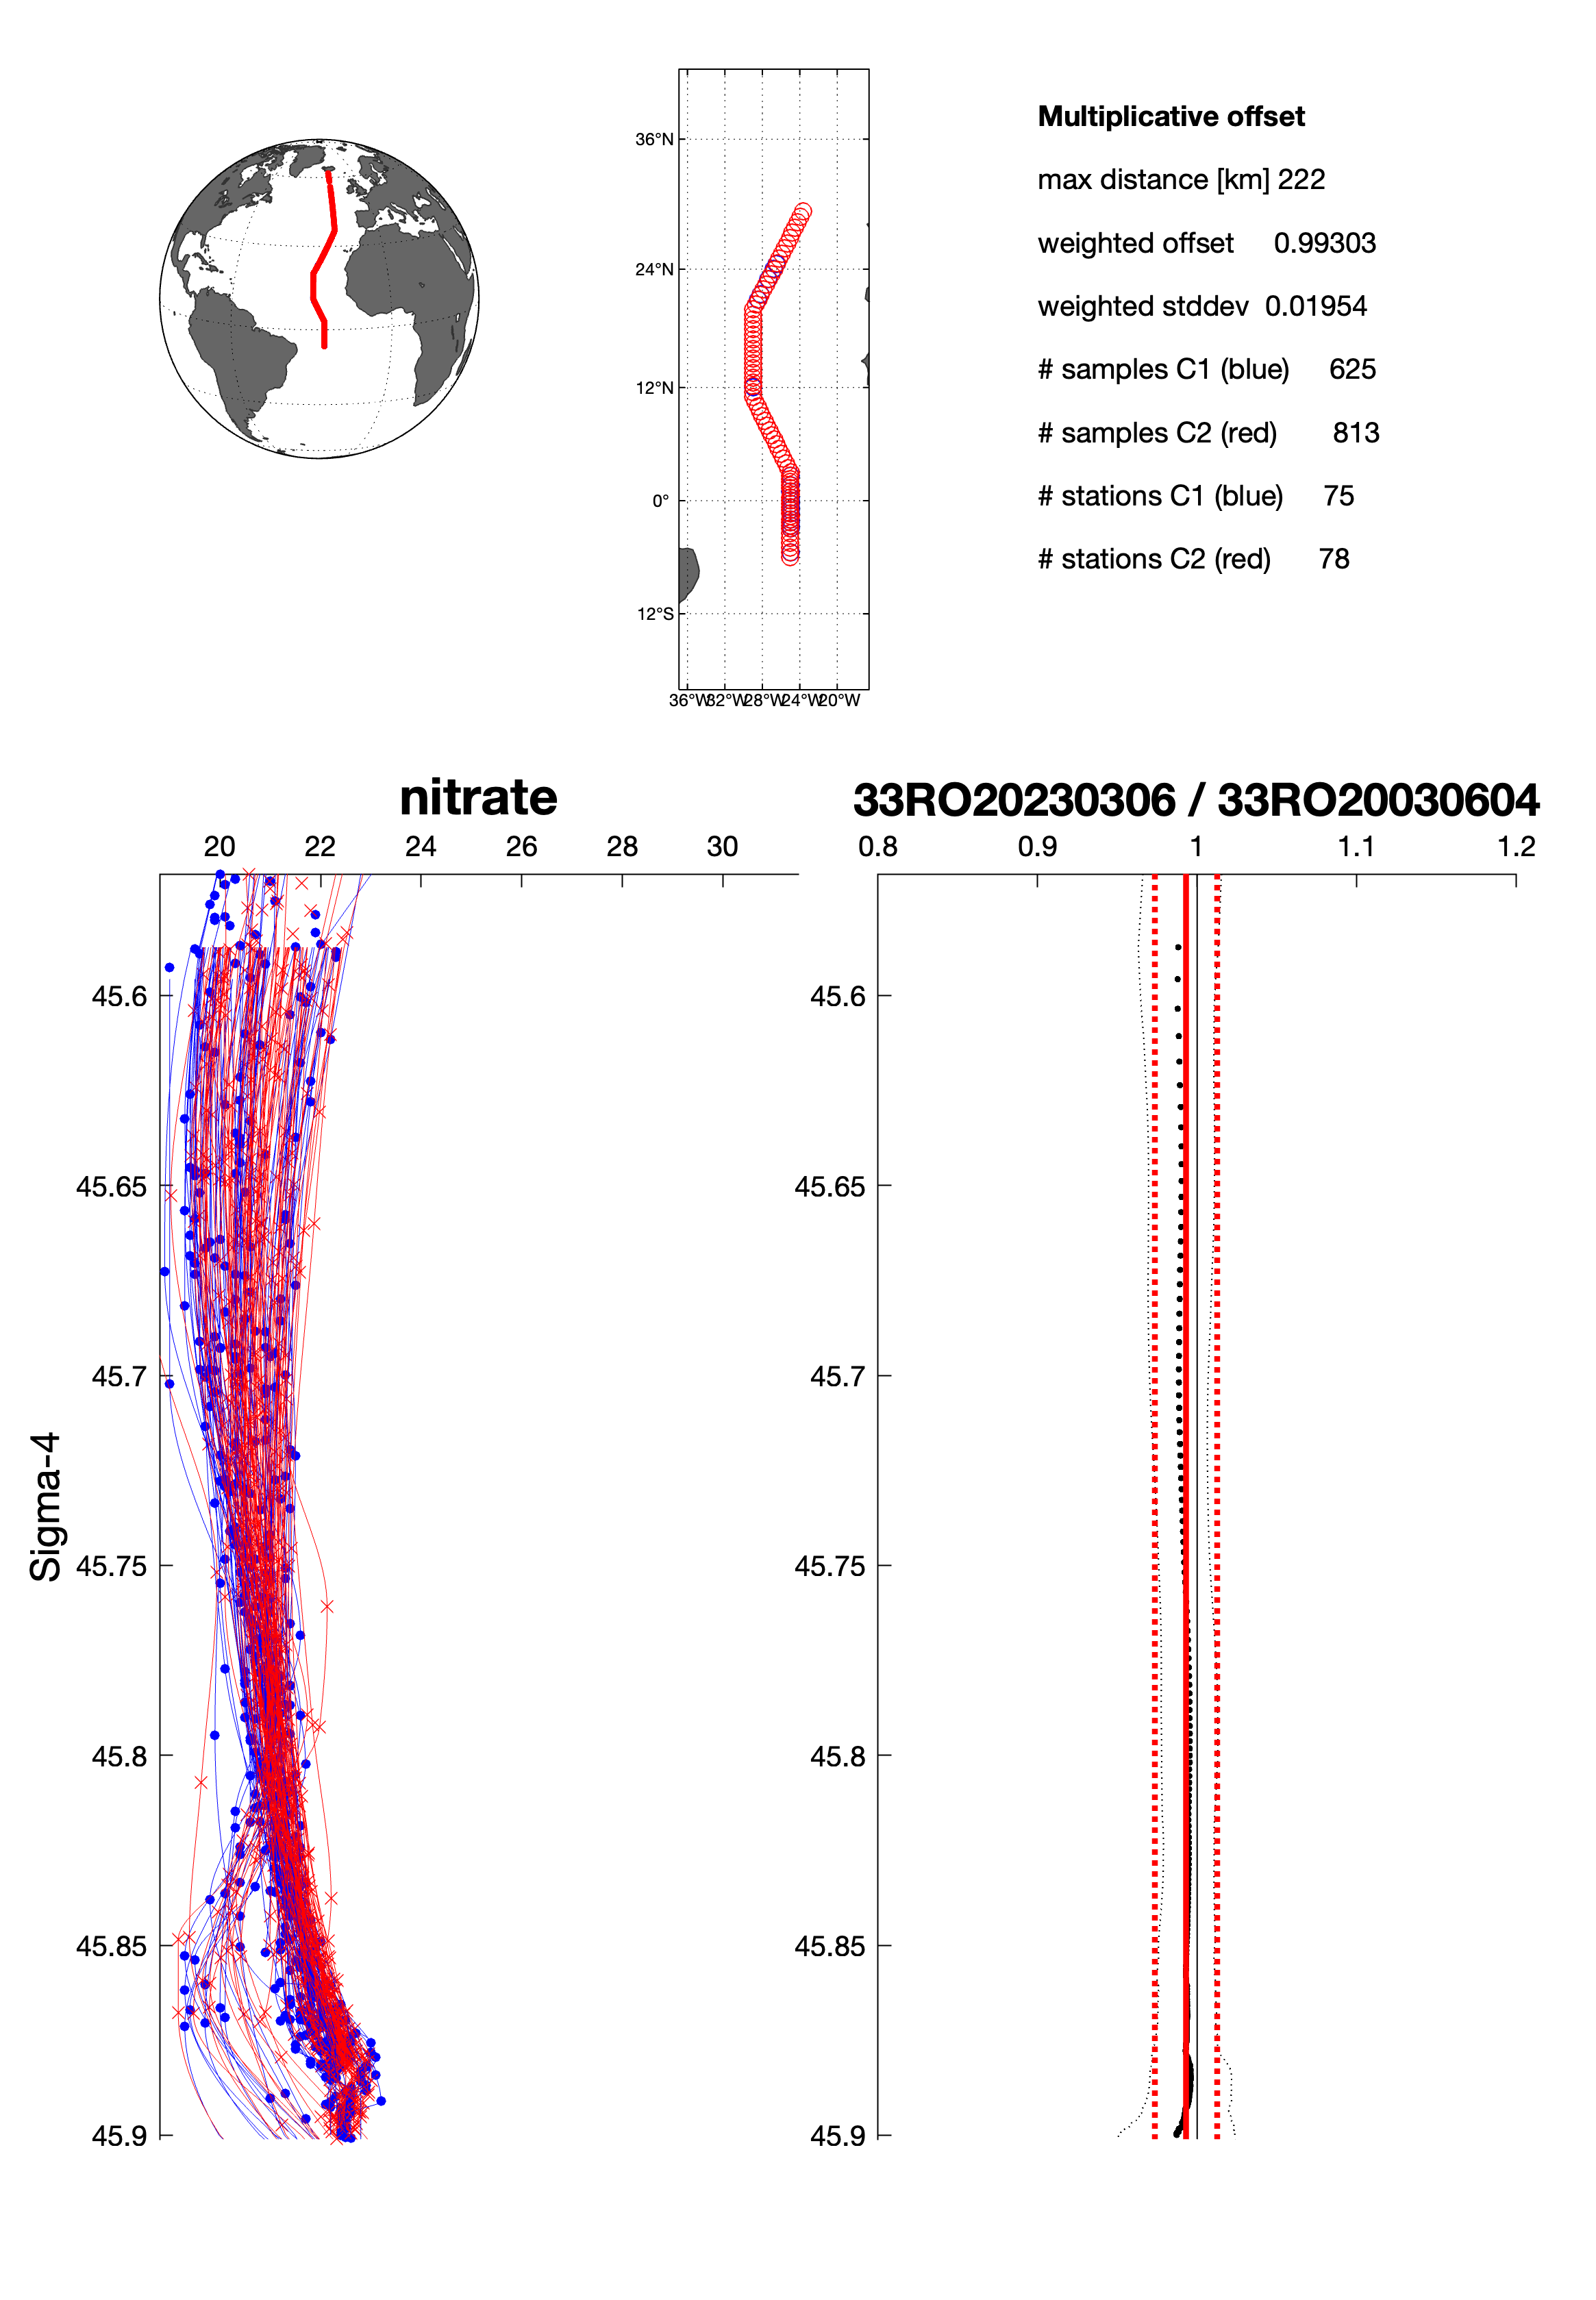 Multiplicative offset
max distance [km] 222
weighted offset 0.99303
weighted stddev 0.01954
# samples C1 (blue) 625
# samples C2 (red) 813
# stations C1 (blue) 75
# stations C2 (red) 78
36°N
24°N
12°N
0°
12°S
36°W 32°W 28°W 24°W 20°W
nitrate
20 22 24 26 28 30
Sigma-4
45.6
45.65
45.7
45.75
45.8
45.85
45.9
33RO20230306 / 33RO20030604
0.8 0.9 1 1.1 1.2
45.6
45.65
45.7
45.75
45.8
45.85
45.9